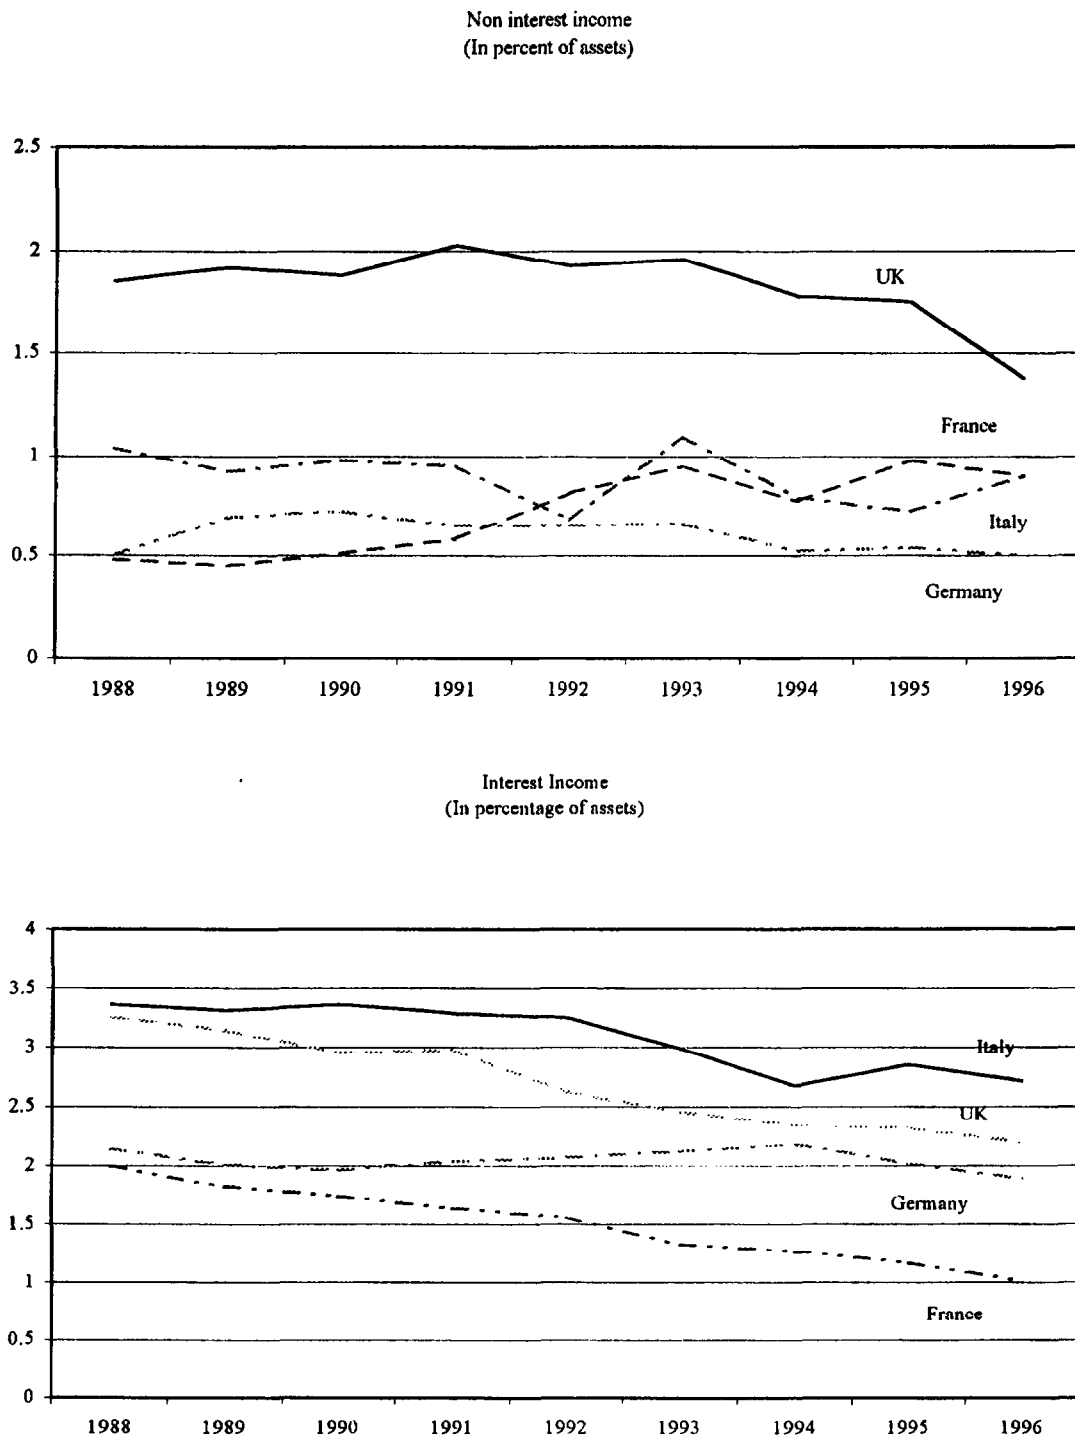 Non interest income
(In percent of assets)
2.5
2
UK
1.5
France
1
Italy
0.5
Germany
0
1988 1989 1990 1991 1992 1993 1994 1995 1996
Interest Income
(In percentage of assets)
4
3.5
3
Italy
2.5
UK
2
Germany
1.5
1
France
0.5
0
1988 1989 1990 1991 1992 1993 1994 1995 1996